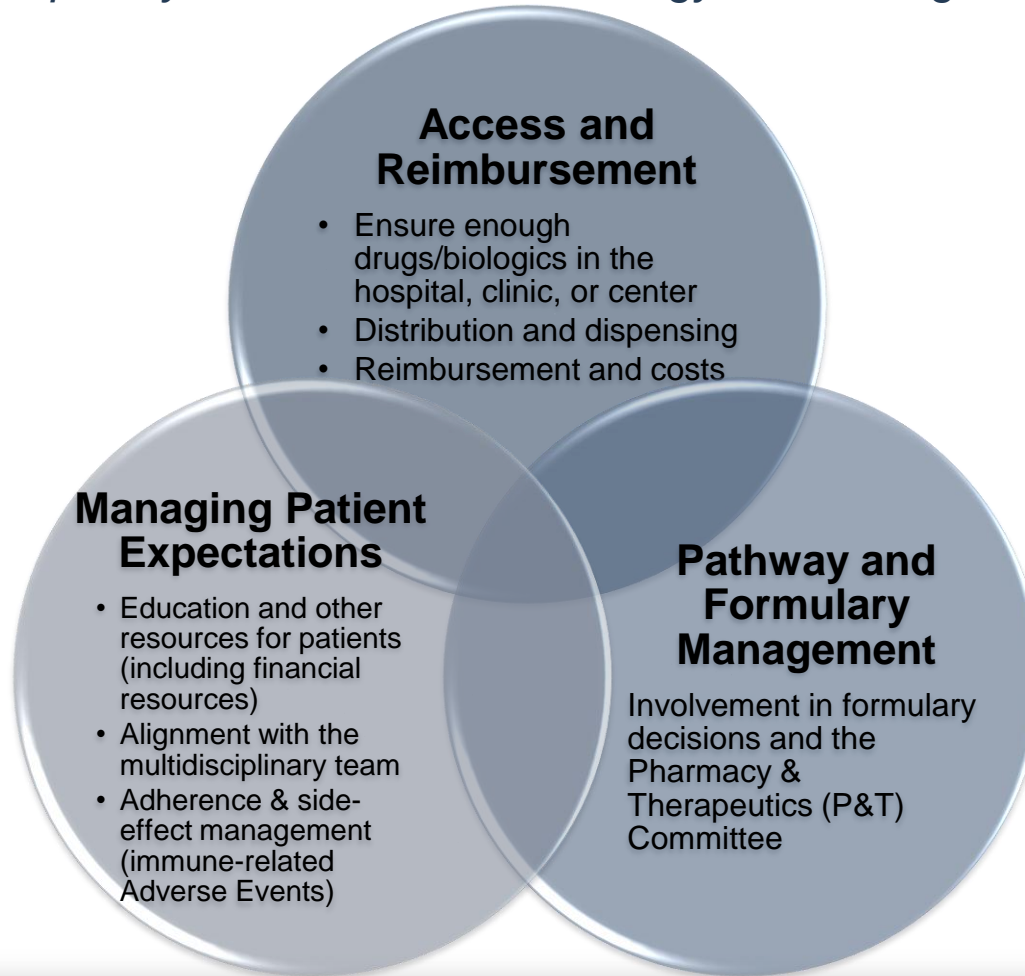 Access and
Reimbursement
• Ensure enough
drugs/biologics in the
hospital, clinic, or center
• Distribution and dispensing
• Reimbursement and costs
Managing Patient
Expectations
• Education and other
resources for patients
(including financial
resources)
• Alignment with the
multidisciplinary team
• Adherence & side-
effect management
(immune-related
Adverse Events)
Pathway and
Formulary
Management
Involvement in formulary
decisions and the
Pharmacy &
Therapeutics (P&T)
Committee